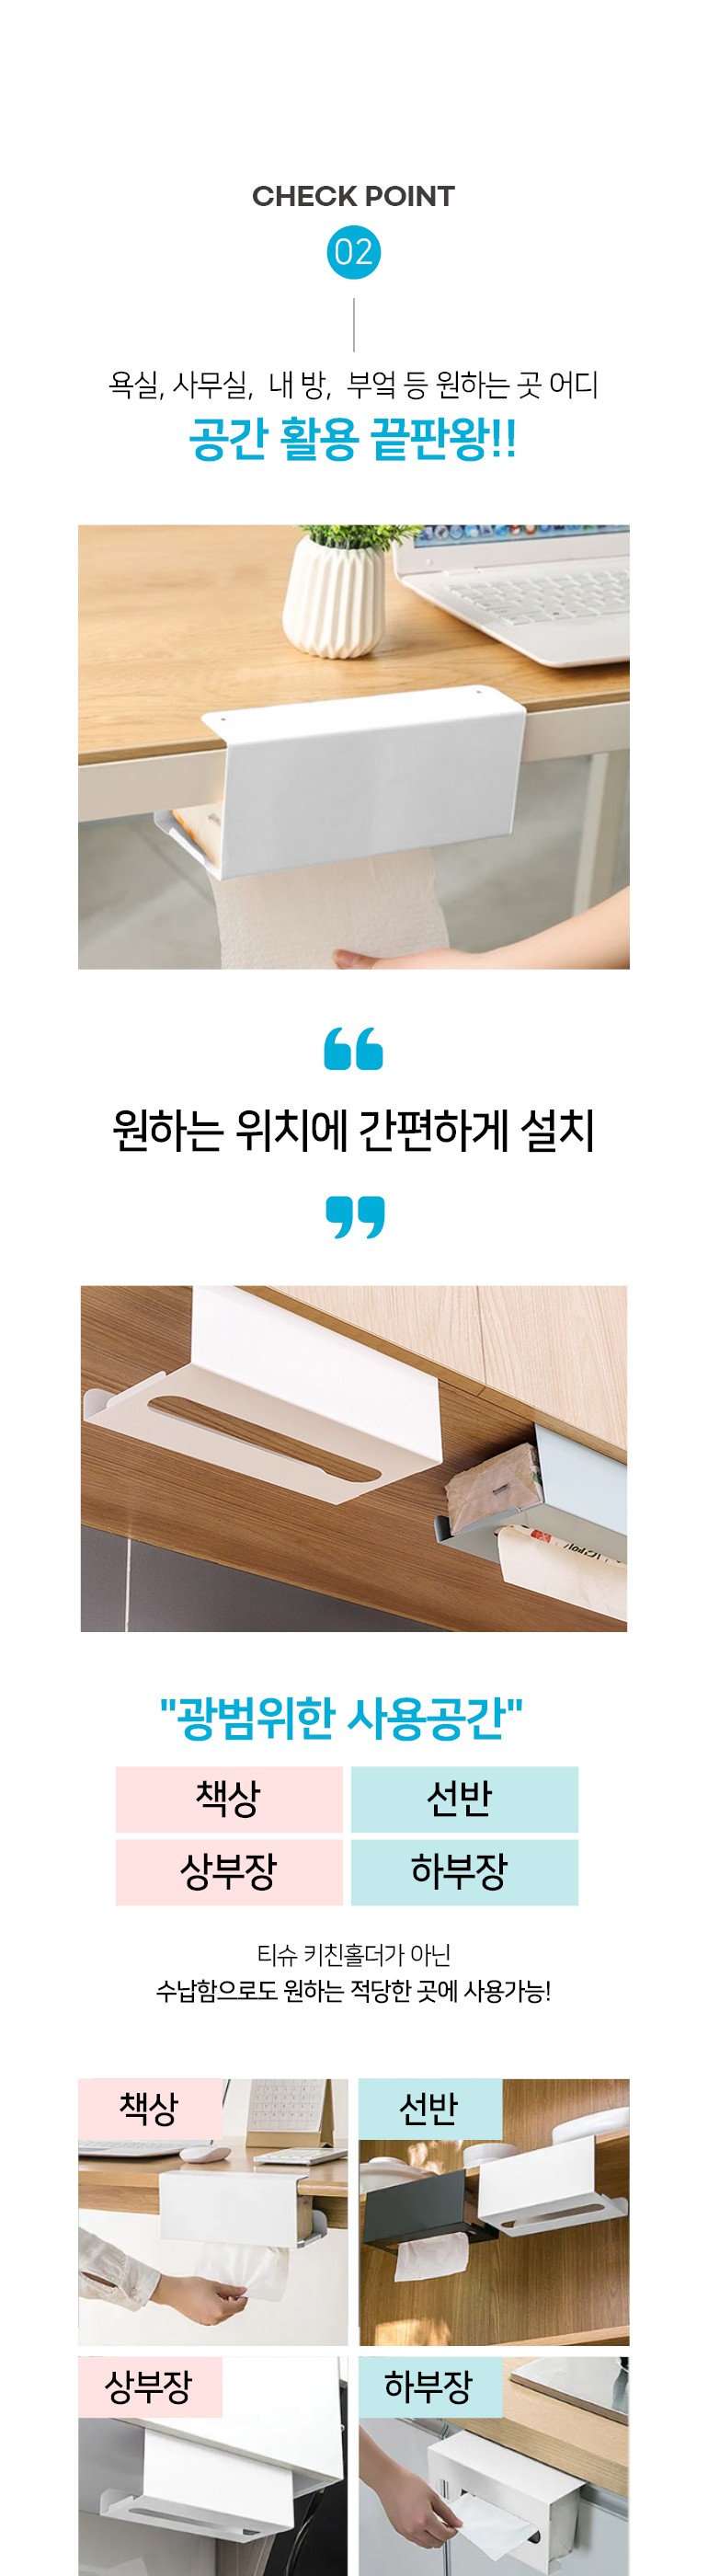 CHECK POINT
02
욕실, 사무실, 내 방, 부엌 등 원하는 곳 어디
공간 활용 끝판왕!!
원하는 위치에 간편하게 설치
"광범위한 사용공간"
책상 선반
상부장 하부장
티슈 키친홀더가 아닌
수납함으로도 원하는 적당한 곳에 사용가능!
책상 선반
상부장 하부장